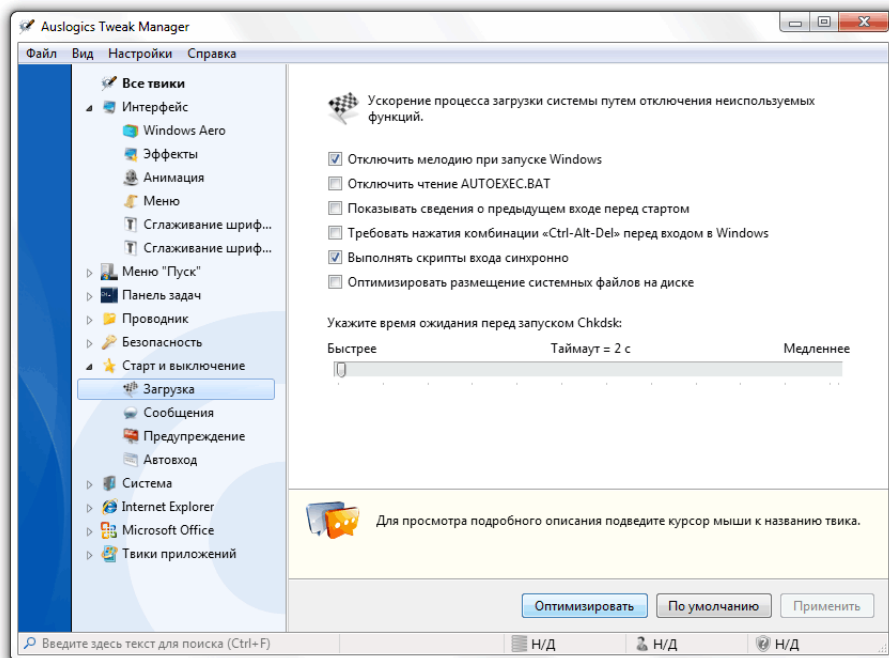 Auslogics Tweak Manager
Файл Вид Настройки Справка
Все твики
Интерфейс
Windows Aero
Эффекты
Анимация
Меню
Сглаживание шриф...
Сглаживание шриф...
Меню "Пуск"
Панель задач
Проводник
Безопасность
Старт и выключение
Загрузка
Сообщения
Предупреждение
Автовход
Система
Internet Explorer
Microsoft Office
Твики приложений
Ускорение процесса загрузки системы путем отключения неиспользуемых
функций.
Отключить мелодию при запуске Windows
Отключить чтение AUTOEXEC.BAT
Показывать сведения о предыдущем входе перед стартом
Требовать нажатия комбинации «Ctrl-Alt-Del» перед входом в Windows
Выполнять скрипты входа синхронно
Оптимизировать размещение системных файлов на диске
Укажите время ожидания перед запуском Chkdsk:
Быстрее Таймаут = 2 с Медленнее
Для просмотра подробного описания подведите курсор мыши к названию твика.
Оптимизировать По умолчанию Применить
Введите здесь текст для поиска (Ctrl+F) Н/Д Н/Д Н/Д